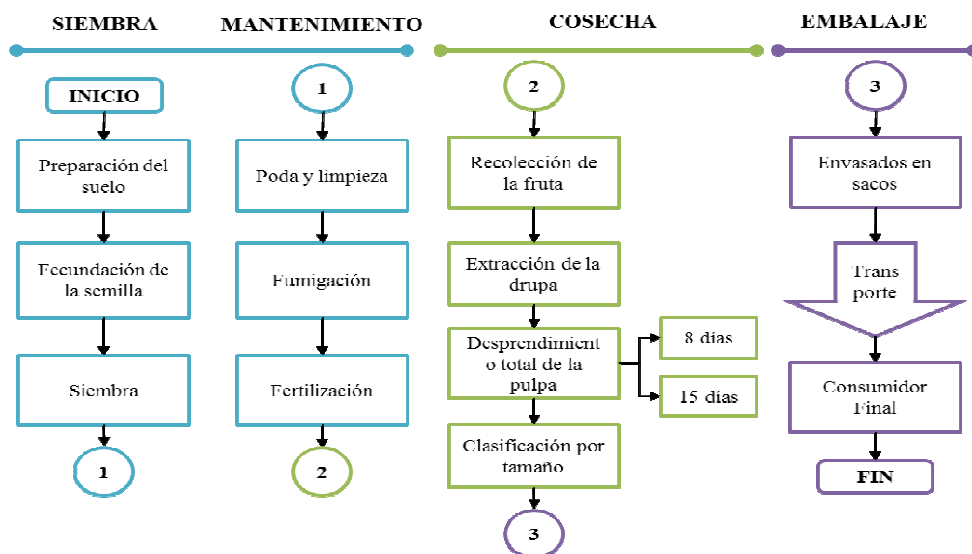 SIEMBRA
INICIO
Preparación del
suelo
Fecundación de
la semilla
Siembra
1
MANTENIMIENTO
1
Poda y limpieza
Fumigación
Fertilización
2
COSECHA
2
Recolección de
la fruta
Extracción de la
drupa
Desprendimient
o total de la
pulpa
8 días
15 días
Clasificación por
tamaño
3
EMBALAJE
3
Envasados en
sacos
Trans
porte
Consumidor
Final
FIN